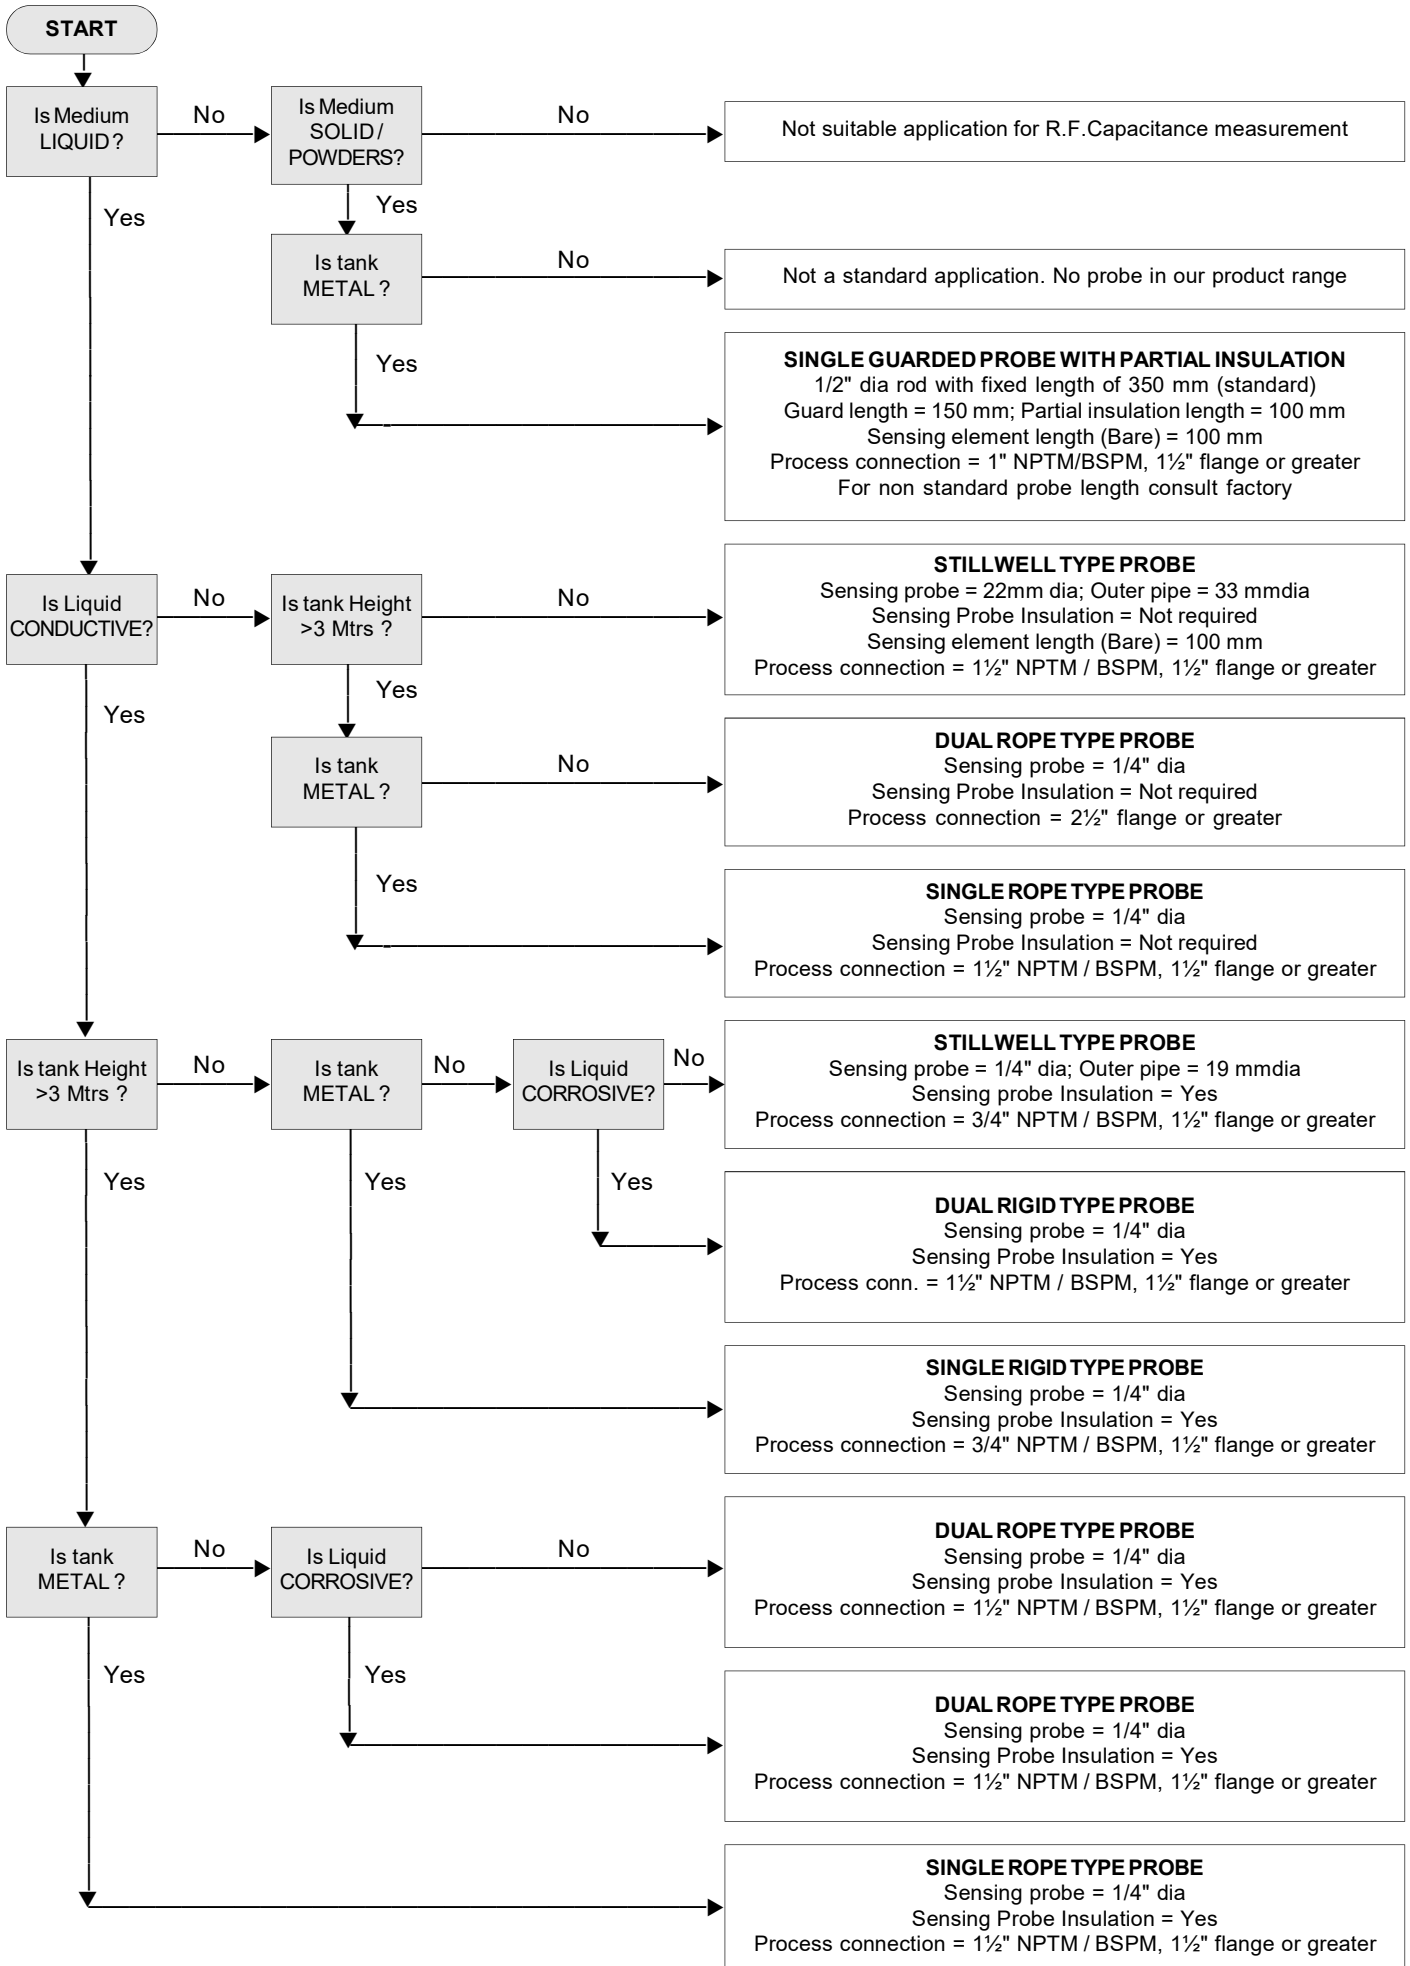 START
Is Medium
LIQUID ?
No
Is Medium
SOLID /
POWDERS?
No
Not suitable application for R.F.Capacitance measurement
Yes
Yes
Is tank
METAL ?
No
Not a standard application. No probe in our product range
Yes
SINGLE GUARDED PROBE WITH PARTIAL INSULATION
1/2" dia rod with fixed length of 350 mm (standard)
Guard length = 150 mm; Partial insulation length = 100 mm
Sensing element length (Bare) = 100 mm
Process connection = 1" NPTM/BSPM, 1½" flange or greater
For non standard probe length consult factory
Is Liquid
CONDUCTIVE?
No
Is tank Height
>3 Mtrs ?
No
STILLWELL TYPE PROBE
Sensing probe = 22mm dia; Outer pipe = 33 mmdia
Sensing Probe Insulation = Not required
Sensing element length (Bare) = 100 mm
Process connection = 1½" NPTM / BSPM, 1½" flange or greater
Yes
Yes
Is tank
METAL ?
No
DUAL ROPE TYPE PROBE
Sensing probe = 1/4" dia
Sensing Probe Insulation = Not required
Process connection = 2½" flange or greater
Yes
SINGLE ROPE TYPE PROBE
Sensing probe = 1/4" dia
Sensing Probe Insulation = Not required
Process connection = 1½" NPTM / BSPM, 1½" flange or greater
Is tank Height
>3 Mtrs ?
No
Is tank
METAL ?
No
Is Liquid
CORROSIVE?
No
STILLWELL TYPE PROBE
Sensing probe = 1/4" dia; Outer pipe = 19 mmdia
Sensing probe Insulation = Yes
Process connection = 3/4" NPTM / BSPM, 1½" flange or greater
Yes
Yes
Yes
DUAL RIGID TYPE PROBE
Sensing probe = 1/4" dia
Sensing Probe Insulation = Yes
Process conn. = 1½" NPTM / BSPM, 1½" flange or greater
SINGLE RIGID TYPE PROBE
Sensing probe = 1/4" dia
Sensing probe Insulation = Yes
Process connection = 3/4" NPTM / BSPM, 1½" flange or greater
Is tank
METAL ?
No
Is Liquid
CORROSIVE?
No
DUAL ROPE TYPE PROBE
Sensing probe = 1/4" dia
Sensing probe Insulation = Yes
Process connection = 1½" NPTM / BSPM, 1½" flange or greater
Yes
Yes
DUAL ROPE TYPE PROBE
Sensing probe = 1/4" dia
Sensing Probe Insulation = Yes
Process connection = 1½" NPTM / BSPM, 1½" flange or greater
SINGLE ROPE TYPE PROBE
Sensing probe = 1/4" dia
Sensing Probe Insulation = Yes
Process connection = 1½" NPTM / BSPM, 1½" flange or greater